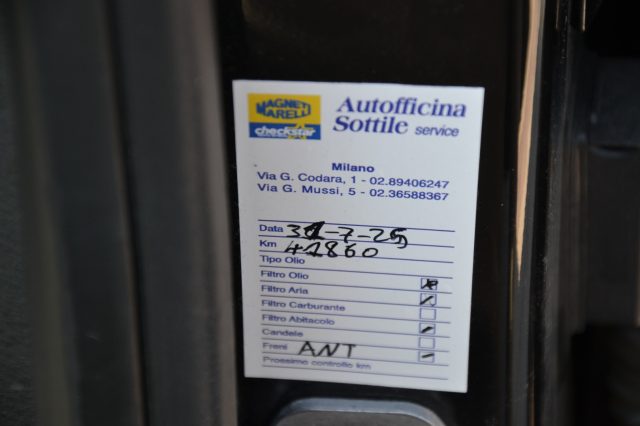 MAGNETI
MARELLI
checkstar
Autofficina
Sottile service
Milano
Via G. Codara, 1 - 02.89406247
Via G. Mussi, 5 - 02.36588367
Data 31-7-25
Km 41860
Tipo Olio
Filtro Olio
Filtro Aria
Filtro Carburante
Filtro Abitacolo
Candele
Freni ANT
Prossimo controllo km